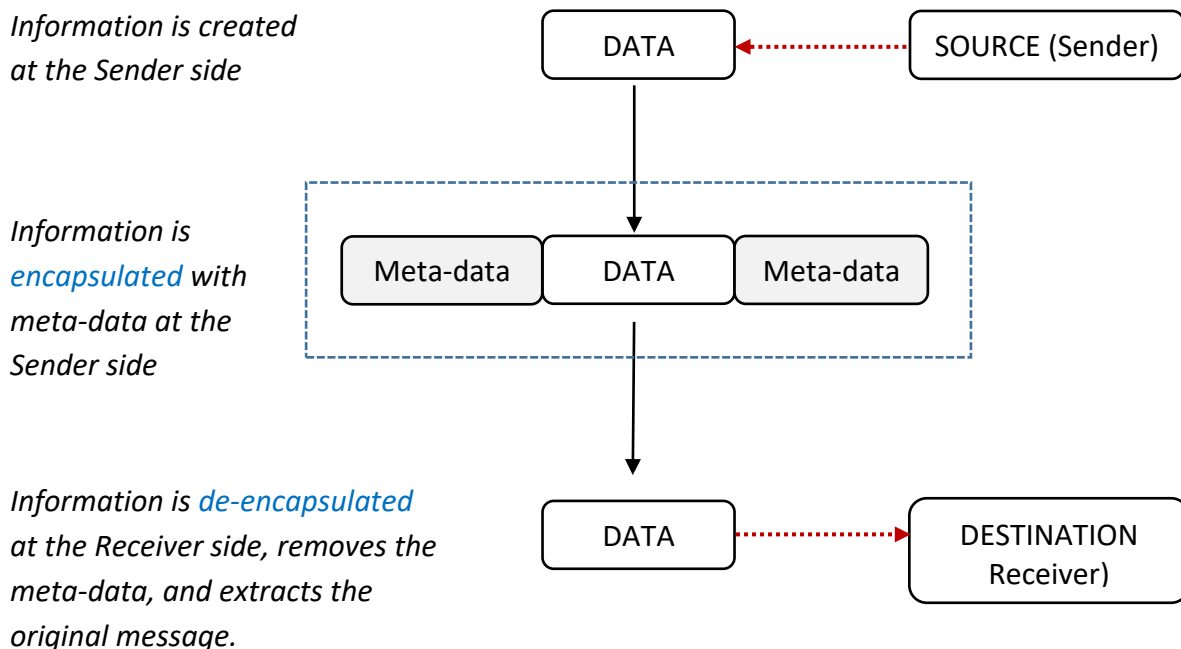 Information is created
at the Sender side
DATA
SOURCE (Sender)
Information is
encapsulated with
meta-data at the
Sender side
Meta-data
DATA
Meta-data
Information is de-encapsulated
at the Receiver side, removes the
meta-data, and extracts the
original message.
DATA
DESTINATION
Receiver)